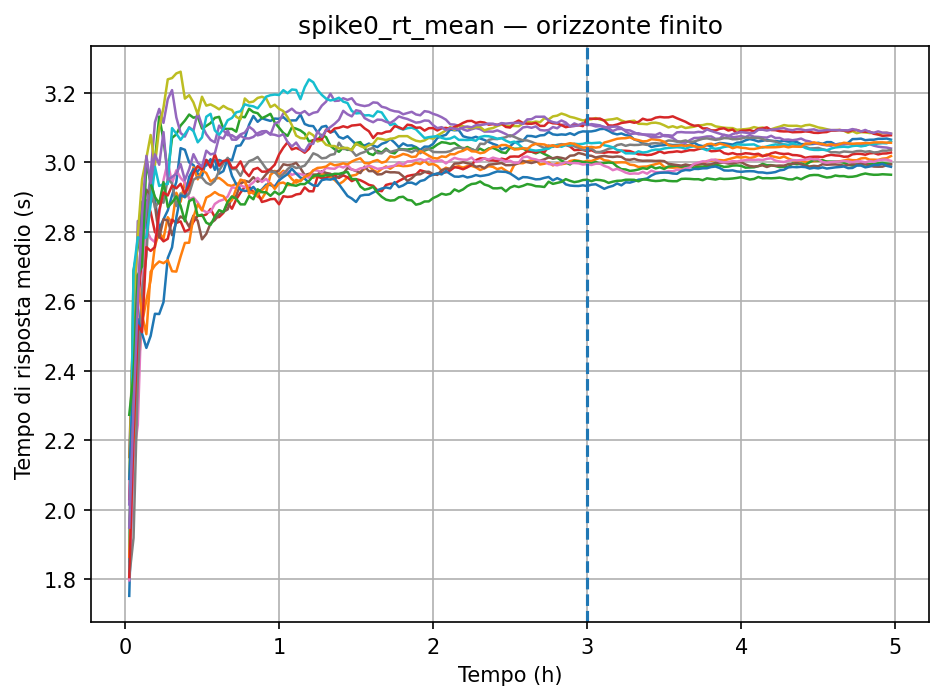 spike0_rt_mean — orizzonte finito
3.2
3.0
2.8
2.6
2.4
2.2
2.0
1.8
Tempo di risposta medio (s)
0 1 2 3 4 5
Tempo (h)